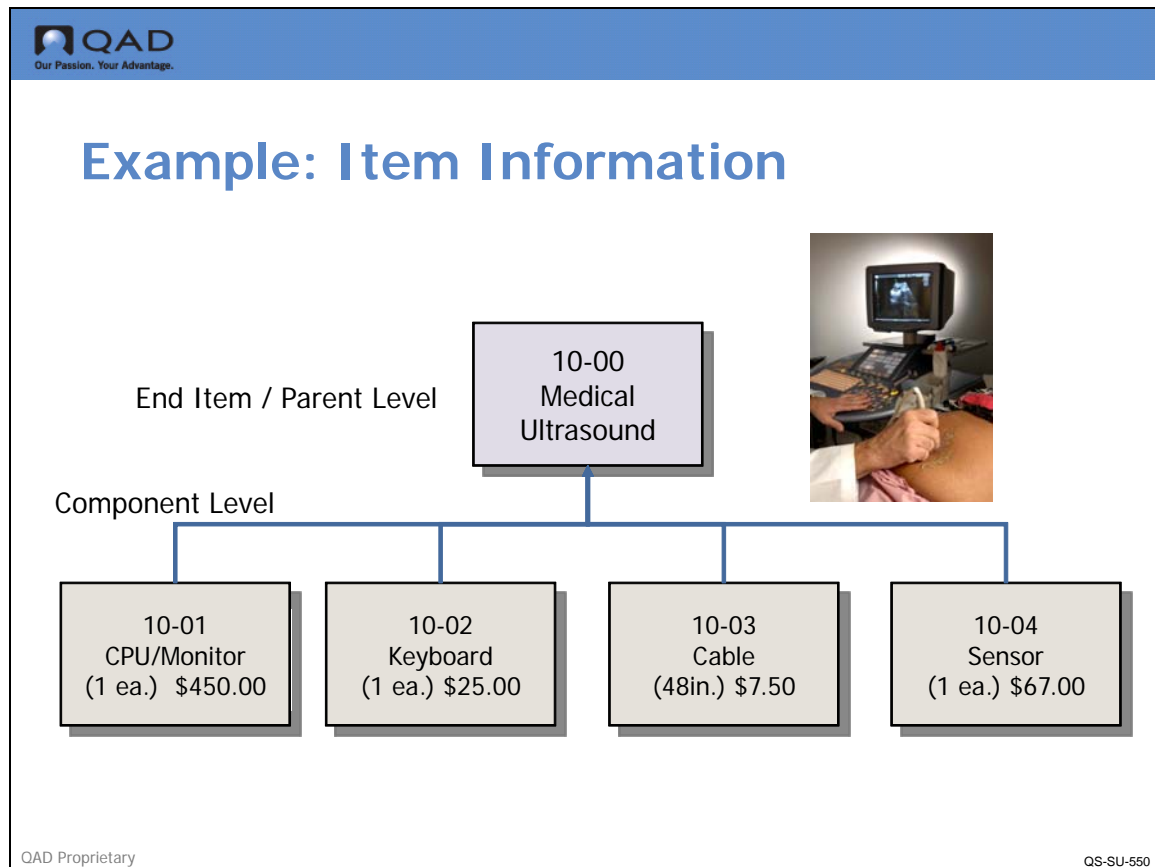 QAD
Our Passion. Your Advantage.
Example: Item Information
10-00
Medical
Ultrasound
End Item / Parent Level
Component Level
10-01
CPU/Monitor
(1 ea.) $450.00
10-02
Keyboard
(1 ea.) $25.00
10-03
Cable
(48in.) $7.50
10-04
Sensor
(1 ea.) $67.00
QAD Proprietary
QS-SU-550